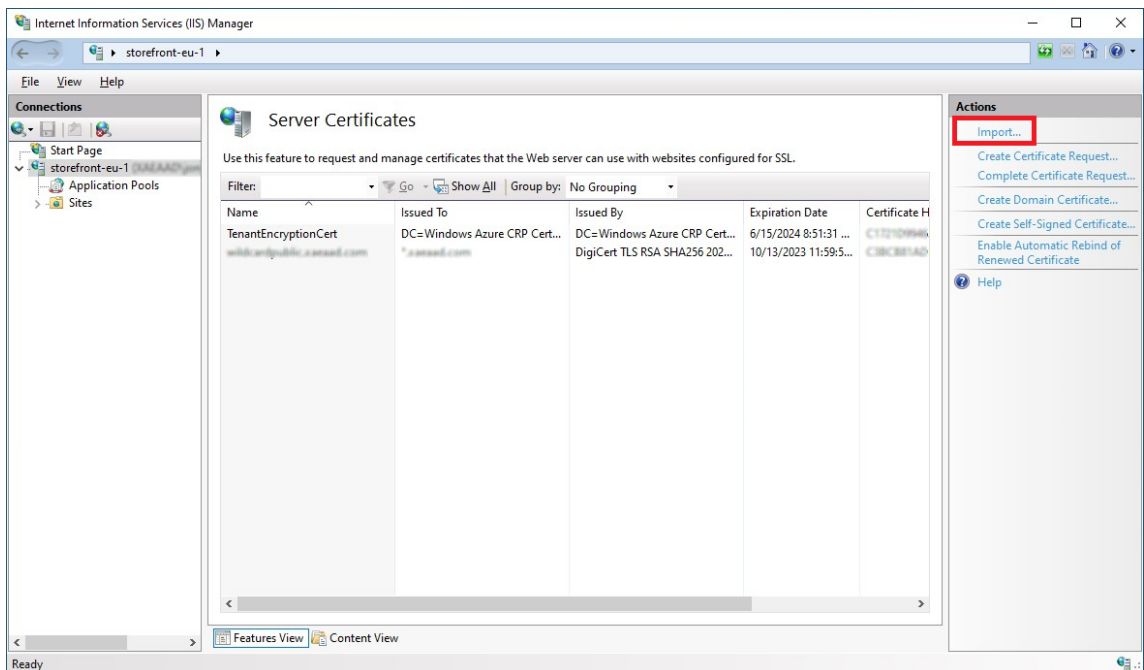 Internet Information Services (IIS) Manager
storefront-eu-1
File View Help
Connections
Start Page
storefront-eu-1
Application Pools
Sites
Server Certificates
Use this feature to request and manage certificates that the Web server can use with websites configured for SSL.
Filter: Go Show All Group by: No Grouping
Name Issued To Issued By Expiration Date Certificate H
TenantEncryptionCert DC=Windows Azure CRP Cert... DC=Windows Azure CRP Cert... 6/15/2024 8:51:31 ...
DigiCert TLS RSA SHA256 202... 10/13/2023 11:59:5...
Features View Content View
Actions
Import...
Create Certificate Request...
Complete Certificate Request...
Create Domain Certificate...
Create Self-Signed Certificate...
Enable Automatic Rebind of
Renewed Certificate
Help
Ready